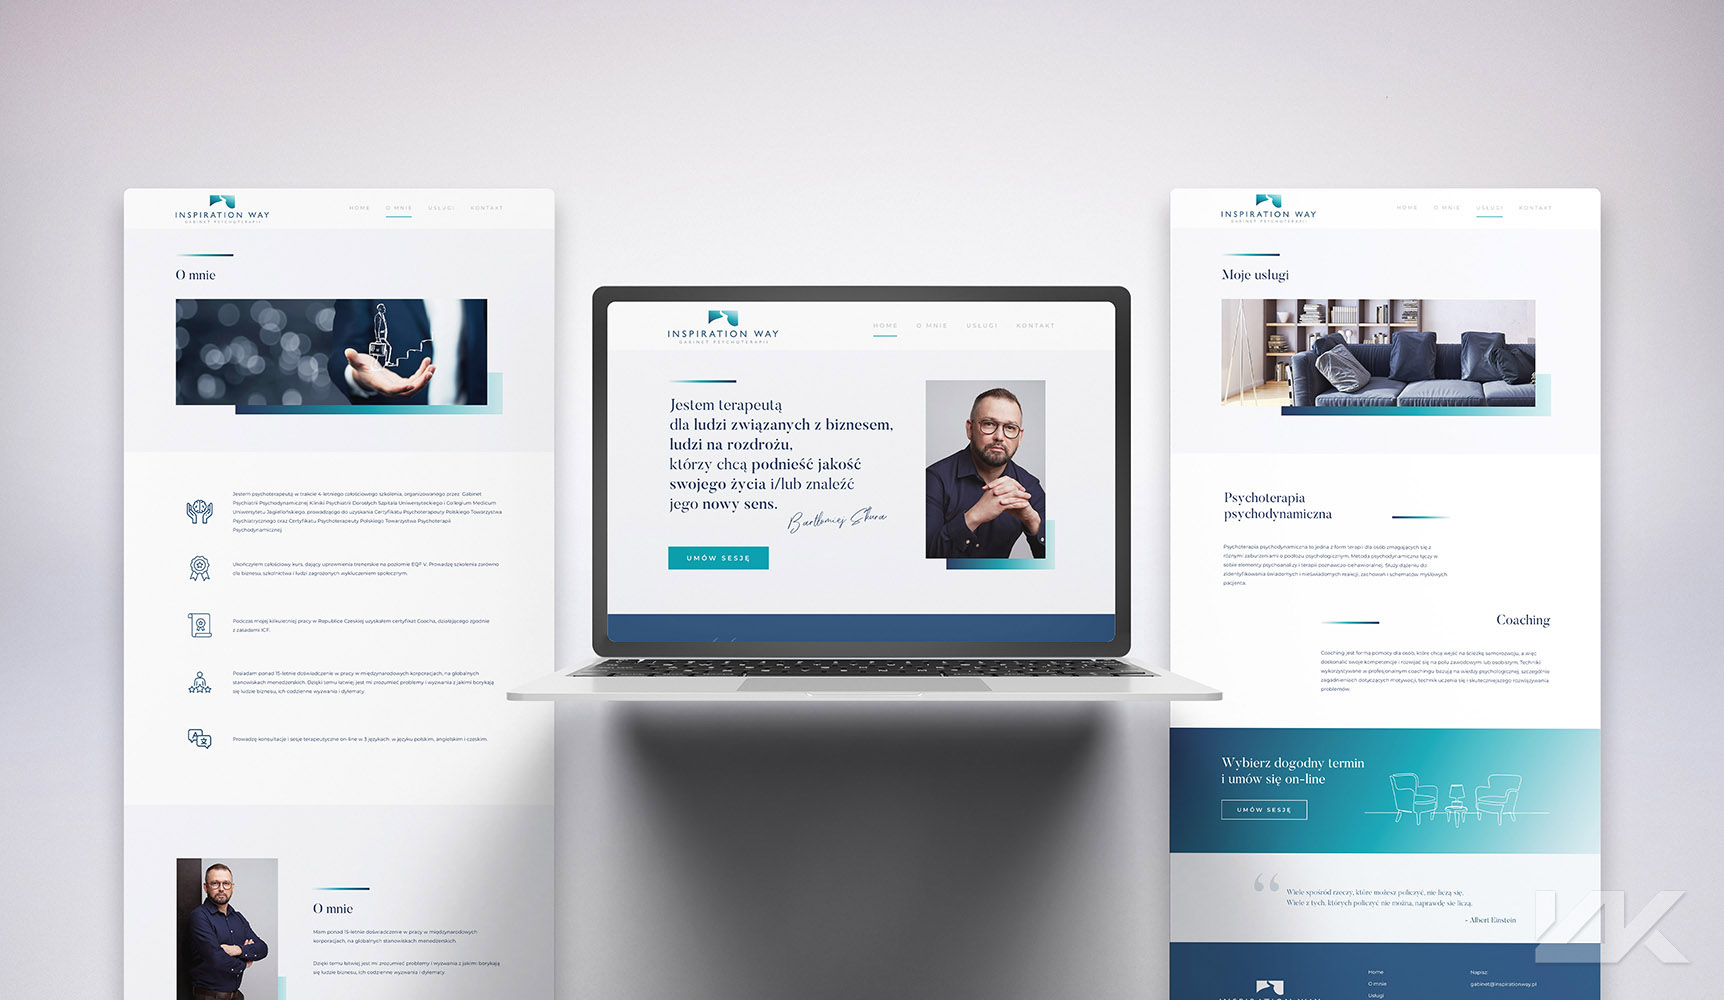 INSPIRATION WAY
GABINET PSYCHOTERAPII
HOME O MNIE USŁUGI KONTAKT
O mnie
Jestem psychoterapeutą w trakcie 4-letniego całościowego szkolenia, organizowanego przez Gabinet
Psychiatrii Psychodynamicznej Kliniki Psychiatrii Dorosłych Szpitala Uniwersyteckiego i Collegium Medicum
Uniwersytetu Jagiellońskiego, prowadzącego do uzyskania Certyfikatu Psychoterapeuty Polskiego Towarzystwa
Psychiatrycznego oraz Certyfikatu Psychoterapeuty Polskiego Towarzystwa Psychoterapii
Psychodynamicznej.
Ukończyłem całościowy kurs, dający uprawnienia trenerskie na poziomie EQF V. Prowadzę szkolenia zarówno
dla biznesu, szkolnictwa i ludzi zagrożonych wykluczeniem społecznym.
Podczas mojej kilkuletniej pracy w Republice Czeskiej uzyskałem certyfikat Coacha, działającego zgodnie
z zasadami ICF.
Posiadam ponad 15-letnie doświadczenie w pracy w międzynarodowych korporacjach, na globalnych
stanowiskach menedżerskich. Dzięki temu łatwiej jest mi zrozumieć problemy i wyzwania z jakimi borykają
się ludzie biznesu, ich codzienne wyzwania i dylematy.
Prowadzę konsultacje i sesje terapeutyczne on-line w 3 językach: w języku polskim, angielskim i czeskim.
O mnie
Mam ponad 15-letnie doświadczenie w pracy w międzynarodowych
korporacjach, na globalnych stanowiskach menedżerskich.
Dzięki temu łatwiej jest mi zrozumieć problemy i wyzwania z jakimi borykają
się ludzie biznesu, ich codzienne wyzwania i dylematy.
INSPIRATION WAY
GABINET PSYCHOTERAPII
HOME O MNIE USŁUGI KONTAKT
Jestem terapeutą
dla ludzi związanych z biznesem,
ludzi na rozdrożu,
którzy chcą podnieść jakość
swojego życia i/lub znaleźć
jego nowy sens.
Bartłomiej Skura
UMÓW SESJĘ
INSPIRATION WAY
GABINET PSYCHOTERAPII
HOME O MNIE USŁUGI KONTAKT
Moje usługi
Psychoterapia
psychodynamiczna
Psychoterapia psychodynamiczna to jedna z form terapii dla osób zmagających się z
różnymi zaburzeniami o podłożu psychologicznym. Metoda psychodynamiczna łączy w
sobie elementy psychoanalizy i terapii poznawczo-behawioralnej. Służy dążeniu do
zidentyfikowania świadomych i nieświadomych reakcji, zachowań i schematów myślowych
pacjenta.
Coaching
Coaching jest formą pomocy dla osób, które chcą wejść na ścieżkę samorozwoju, a więc
doskonalić swoje kompetencje i rozwijać się na polu zawodowym lub osobistym. Techniki
wykorzystywane w profesjonalnym coachingu bazują na wiedzy psychologicznej, szczególnie
zagadnieniach dotyczących motywacji, technik uczenia się i skuteczniejszego rozwiązywania
problemów.
Wybierz dogodny termin
i umów się on-line
UMÓW SESJĘ
Wiele spośród rzeczy, które możesz policzyć, nie liczą się.
Wiele z tych, których policzyć nie można, naprawdę się liczą.
- Albert Einstein
Home
O mnie
Usługi
Napisz:
gabinet@inspirationway.pl
INSPIRATION WAY